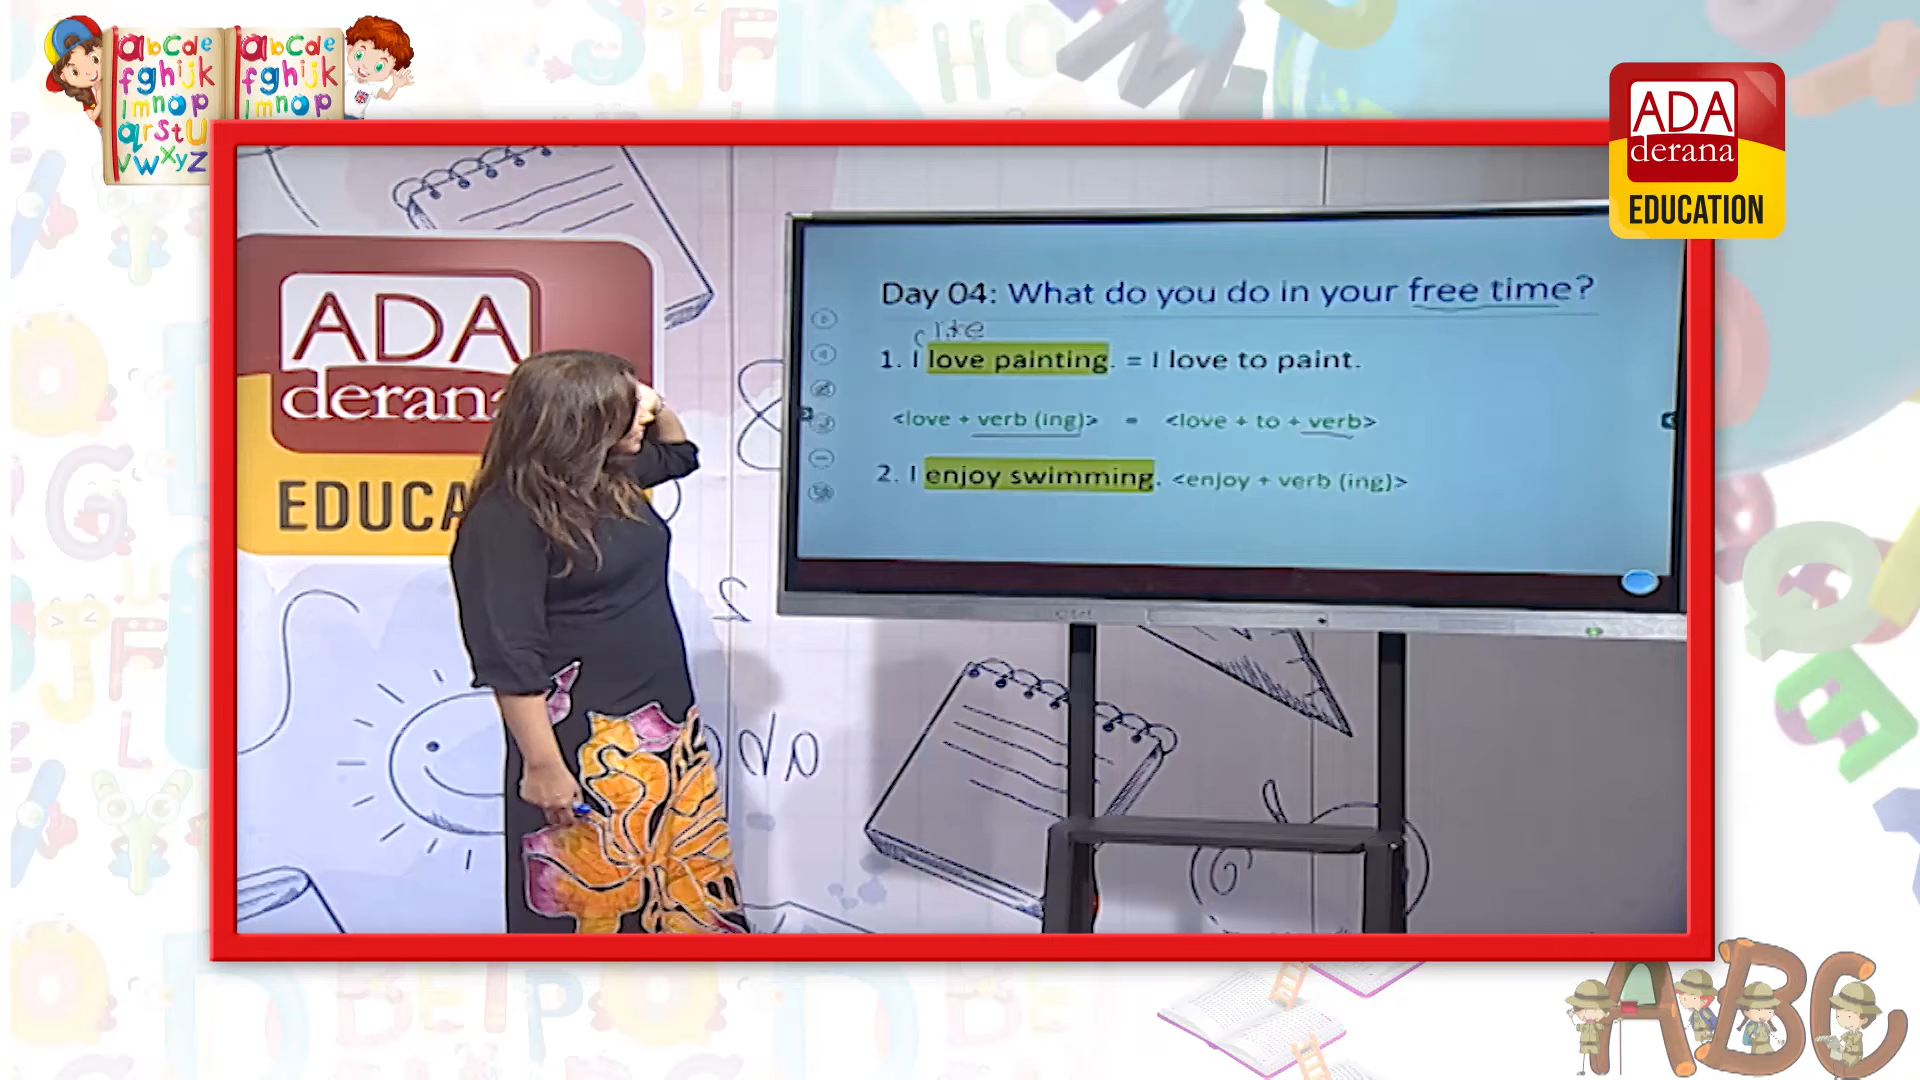 abCde abCde
fghijk fghijk
lmnop lmnop
qrstu
vwxyz
ADA
derana
EDUCATION
ADA
derana
EDUCA
Day 04: What do you do in your free time?
like
1. I love painting. = I love to paint.
<love + verb (ing)> = <love + to + verb>
2. I enjoy swimming. <enjoy + verb (ing)>
ABC